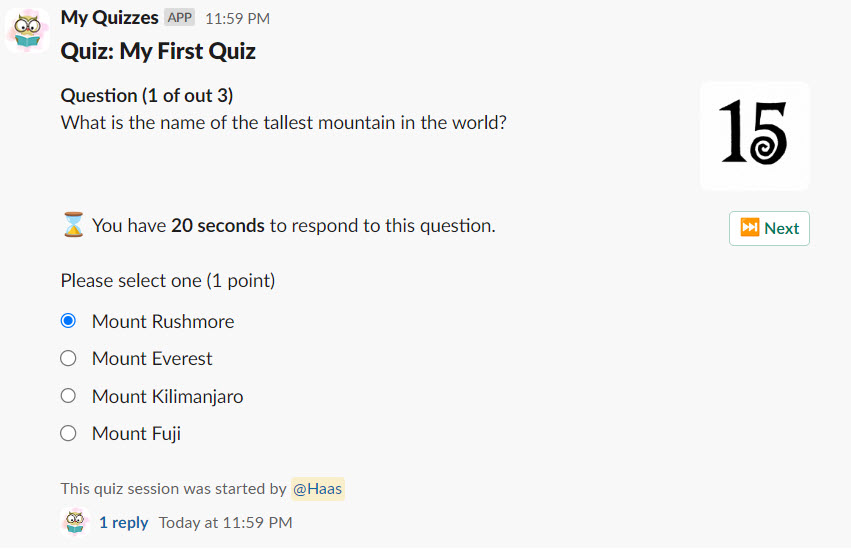 My Quizzes APP 11:59 PM
Quiz: My First Quiz
Question (1 of out 3)
What is the name of the tallest mountain in the world?
15
You have 20 seconds to respond to this question.
Next
Please select one (1 point)
Mount Rushmore
Mount Everest
Mount Kilimanjaro
Mount Fuji
This quiz session was started by @Haas
1 reply Today at 11:59 PM